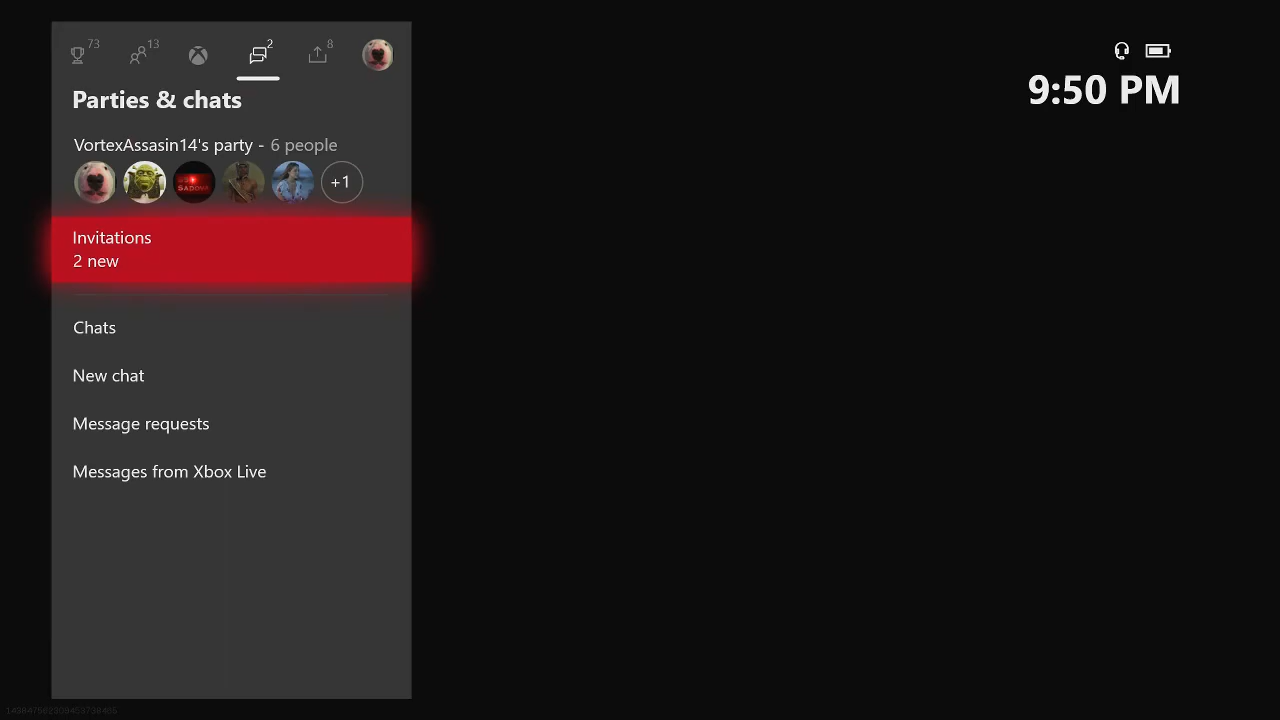 73
13
2
8
Parties & chats
9:50 PM
VortexAssasin14's party - 6 people
SADOW
+1
Invitations
2 new
Chats
New chat
Message requests
Messages from Xbox Live